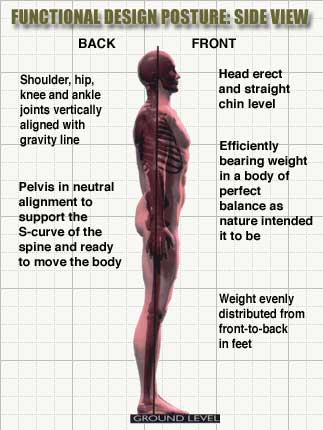 FUNCTIONAL DESIGN POSTURE: SIDE VIEW
BACK
FRONT
Shoulder, hip,
knee and ankle
joints vertically
aligned with
gravity line
Head erect
and straight
chin level
Efficiently
bearing weight
in a body of
perfect
balance as
nature intended
it to be
Pelvis in neutral
alignment to
support the
S-curve of the
spine and ready
to move the body
Weight evenly
distributed from
front-to-back
in feet
GROUND LEVEL